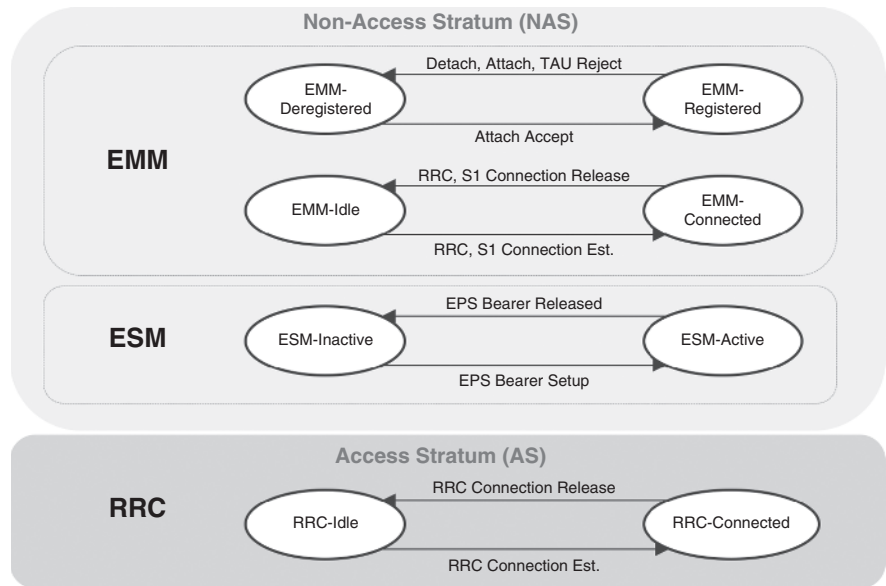 Non-Access Stratum (NAS)
Detach, Attach, TAU Reject
EMM-
Deregistered
EMM-
Registered
Attach Accept
EMM
RRC, S1 Connection Release
EMM-Idle
EMM-
Connected
RRC, S1 Connection Est.
EPS Bearer Released
ESM
ESM-Inactive
ESM-Active
EPS Bearer Setup
Access Stratum (AS)
RRC Connection Release
RRC
RRC-Idle
RRC-Connected
RRC Connection Est.